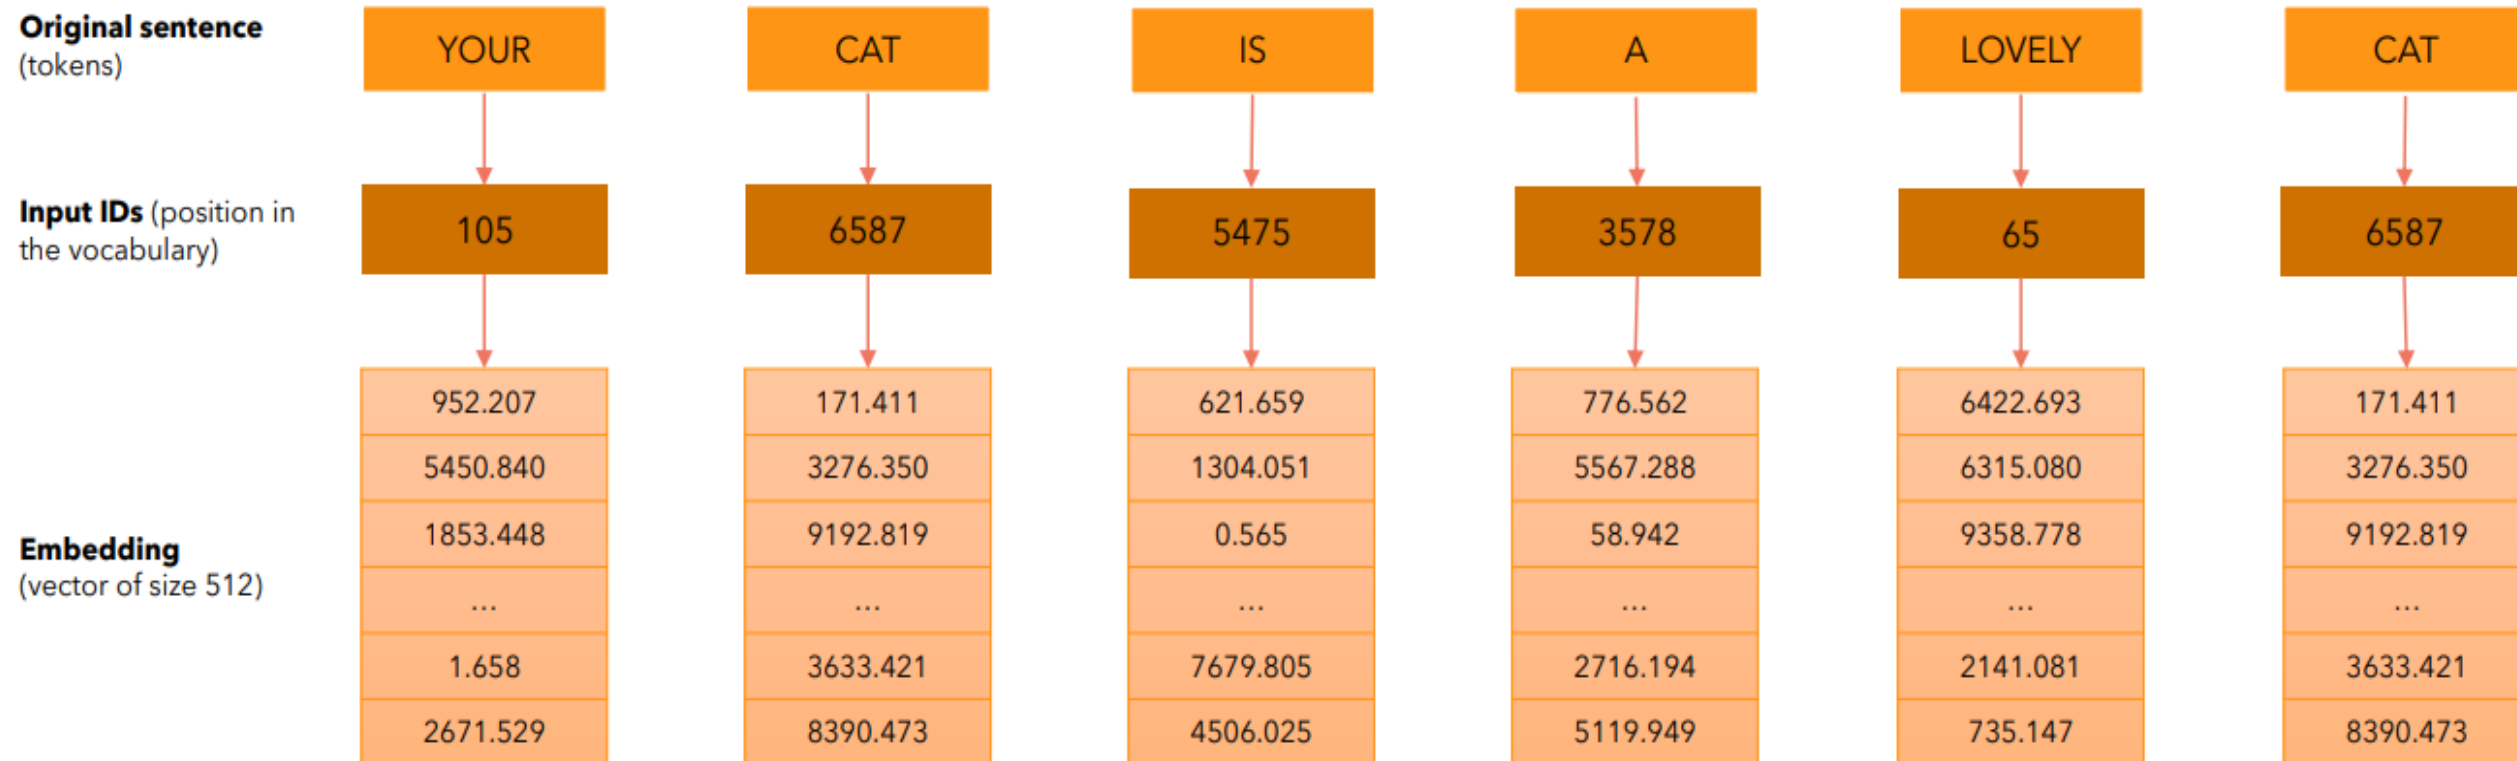 Original sentence
(tokens)
YOUR CAT IS A LOVELY CAT
Input IDs (position in
the vocabulary)
105 6587 5475 3578 65 6587
Embedding
(vector of size 512)
952.207 171.411 621.659 776.562 6422.693 171.411
5450.840 3276.350 1304.051 5567.288 6315.080 3276.350
1853.448 9192.819 0.565 58.942 9358.778 9192.819
... ... ... ... ... ...
1.658 3633.421 7679.805 2716.194 2141.081 3633.421
2671.529 8390.473 4506.025 5119.949 735.147 8390.473